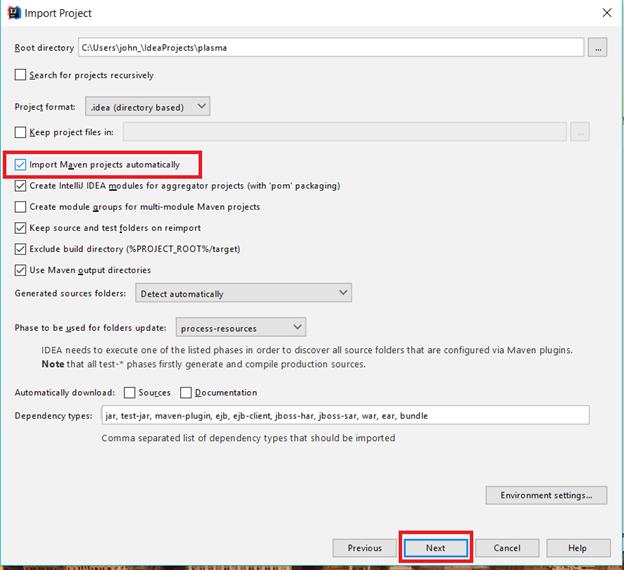 Import Project
Root directory C:\Users\john_\IdeaProjects\plasma ...
Search for projects recursively
Project format: .idea (directory based)
Keep project files in: ...
Import Maven projects automatically
Create IntelliJ IDEA modules for aggregator projects (with 'pom' packaging)
Create module groups for multi-module Maven projects
Keep source and test folders on reimport
Exclude build directory (%PROJECT_ROOT%/target)
Use Maven output directories
Generated sources folders: Detect automatically
Phase to be used for folders update: process-resources
IDEA needs to execute one of the listed phases in order to discover all source folders that are configured via Maven plugins.
Note that all test-* phases firstly generate and compile production sources.
Automatically download: Sources Documentation
Dependency types: jar, test-jar, maven-plugin, ejb, ejb-client, jboss-har, jboss-sar, war, ear, bundle
Comma separated list of dependency types that should be imported
Environment settings...
Previous Next Cancel Help